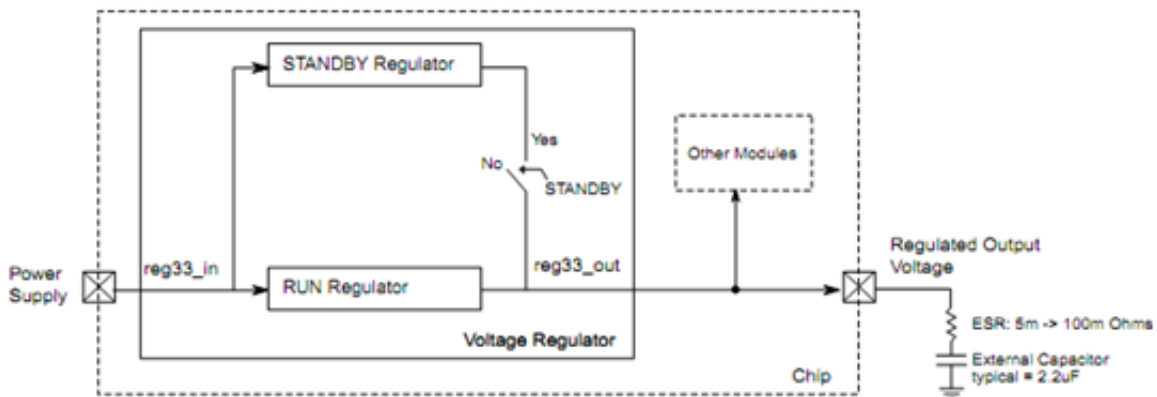 STANDBY Regulator
Yes
No
STANDBY
Other Modules
Power
Supply
reg33_in
RUN Regulator
reg33_out
Regulated Output
Voltage
Voltage Regulator
Chip
ESR: 5m -> 100m Ohms
External Capacitor
typical = 2.2uF